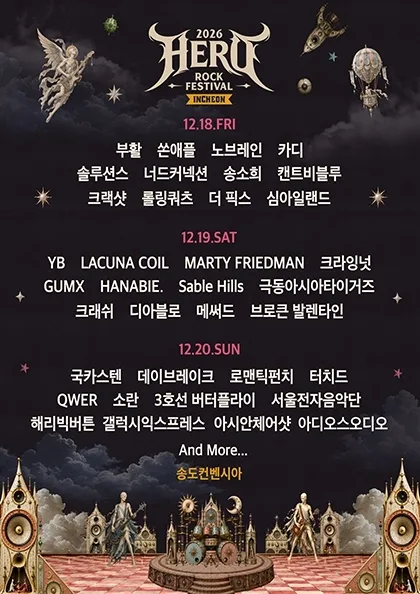 2026
HERO
ROCK
FESTIVAL
INCHEON
12.18.FRI
부활 쏜애플 노브레인 카디
솔루션스 너드커넥션 송소희 캔트비블루
크랙샷 롤링쿼츠 더 픽스 심아일랜드
12.19.SAT
YB LACUNA COIL MARTY FRIEDMAN 크라잉넛
GUMX HANABIE. Sable Hills 극동아시아타이거즈
크래쉬 디아블로 메써드 브로큰 발렌타인
12.20.SUN
국카스텐 데이브레이크 로맨틱펀치 터치드
QWER 소란 3호선 버터플라이 서울전자음악단
해리빅버튼 갤럭시익스프레스 아시안체어샷 아디오스오디오
And More...
송도컨벤시아